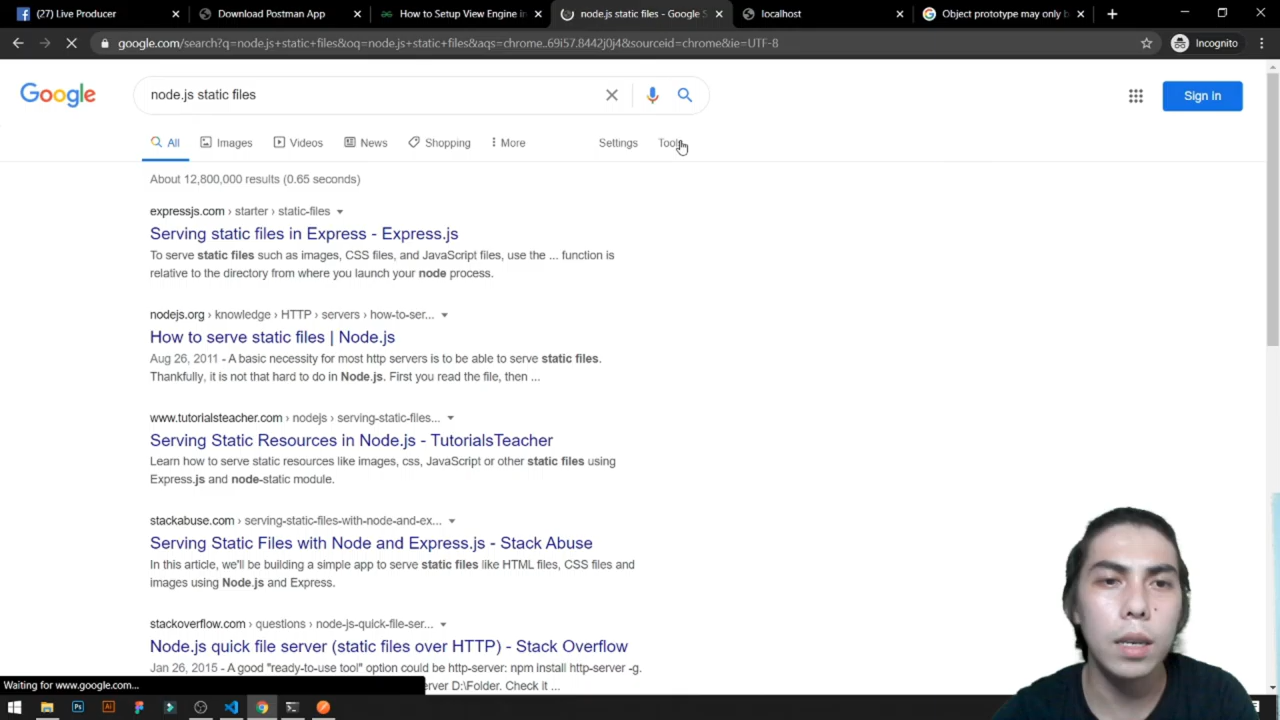 (27) Live Producer
Download Postman App
How to Setup View Engine in
node.js static files - Google S
localhost
Object prototype may only b
google.com/search?q=node.js+static+files&oq=node.js+static+files&aqs=chrome..69i57.8442j0j4&sourceid=chrome&ie=UTF-8
Incognito
Google
node.js static files
Sign in
All
Images
Videos
News
Shopping
More
Settings
Tools
About 12,800,000 results (0.65 seconds)
expressjs.com › starter › static-files
Serving static files in Express - Express.js
To serve static files such as images, CSS files, and JavaScript files, use the ... function is
relative to the directory from where you launch your node process.
nodejs.org › knowledge › HTTP › servers › how-to-ser...
How to serve static files | Node.js
Aug 26, 2011 - A basic necessity for most http servers is to be able to serve static files.
Thankfully, it is not that hard to do in Node.js. First you read the file, then ...
www.tutorialsteacher.com › nodejs › serving-static-files...
Serving Static Resources in Node.js - TutorialsTeacher
Learn how to serve static resources like images, css, JavaScript or other static files using
Express.js and node-static module.
stackabuse.com › serving-static-files-with-node-and-ex...
Serving Static Files with Node and Express.js - Stack Abuse
In this article, we'll be building a simple app to serve static files like HTML files, CSS files and
images using Node.js and Express.
stackoverflow.com › questions › node-js-quick-file-ser...
Node.js quick file server (static files over HTTP) - Stack Overflow
Jan 26, 2015 - A good "ready-to-use tool" option could be http-server: npm install http-server -g.
erver D:\Folder. Check it ...
Waiting for www.google.com...